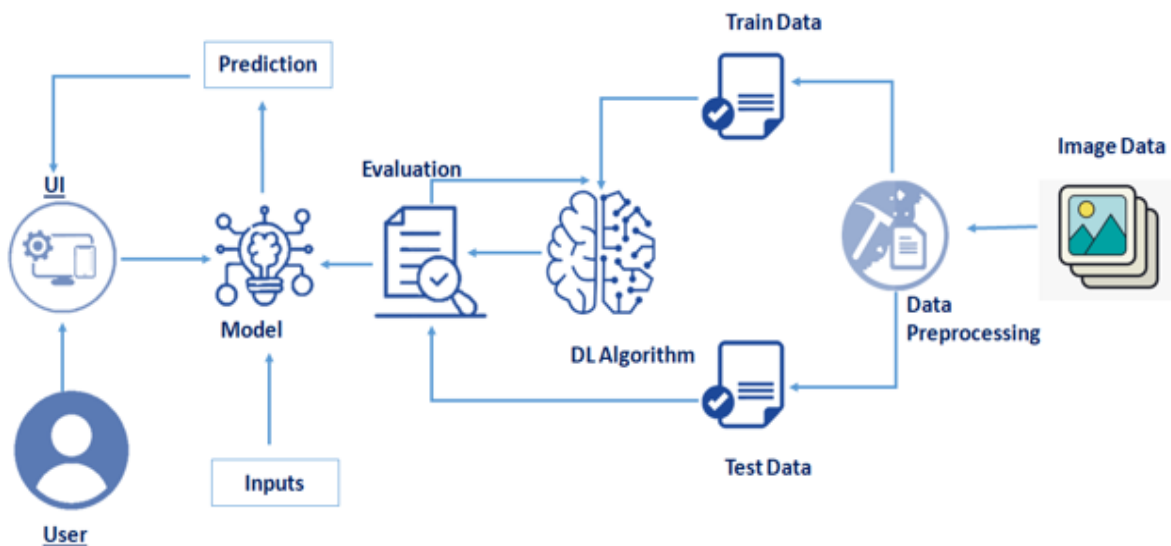 Train Data
Prediction
Image Data
Evaluation
UI
Data
Preprocessing
Model
DL Algorithm
Test Data
Inputs
User